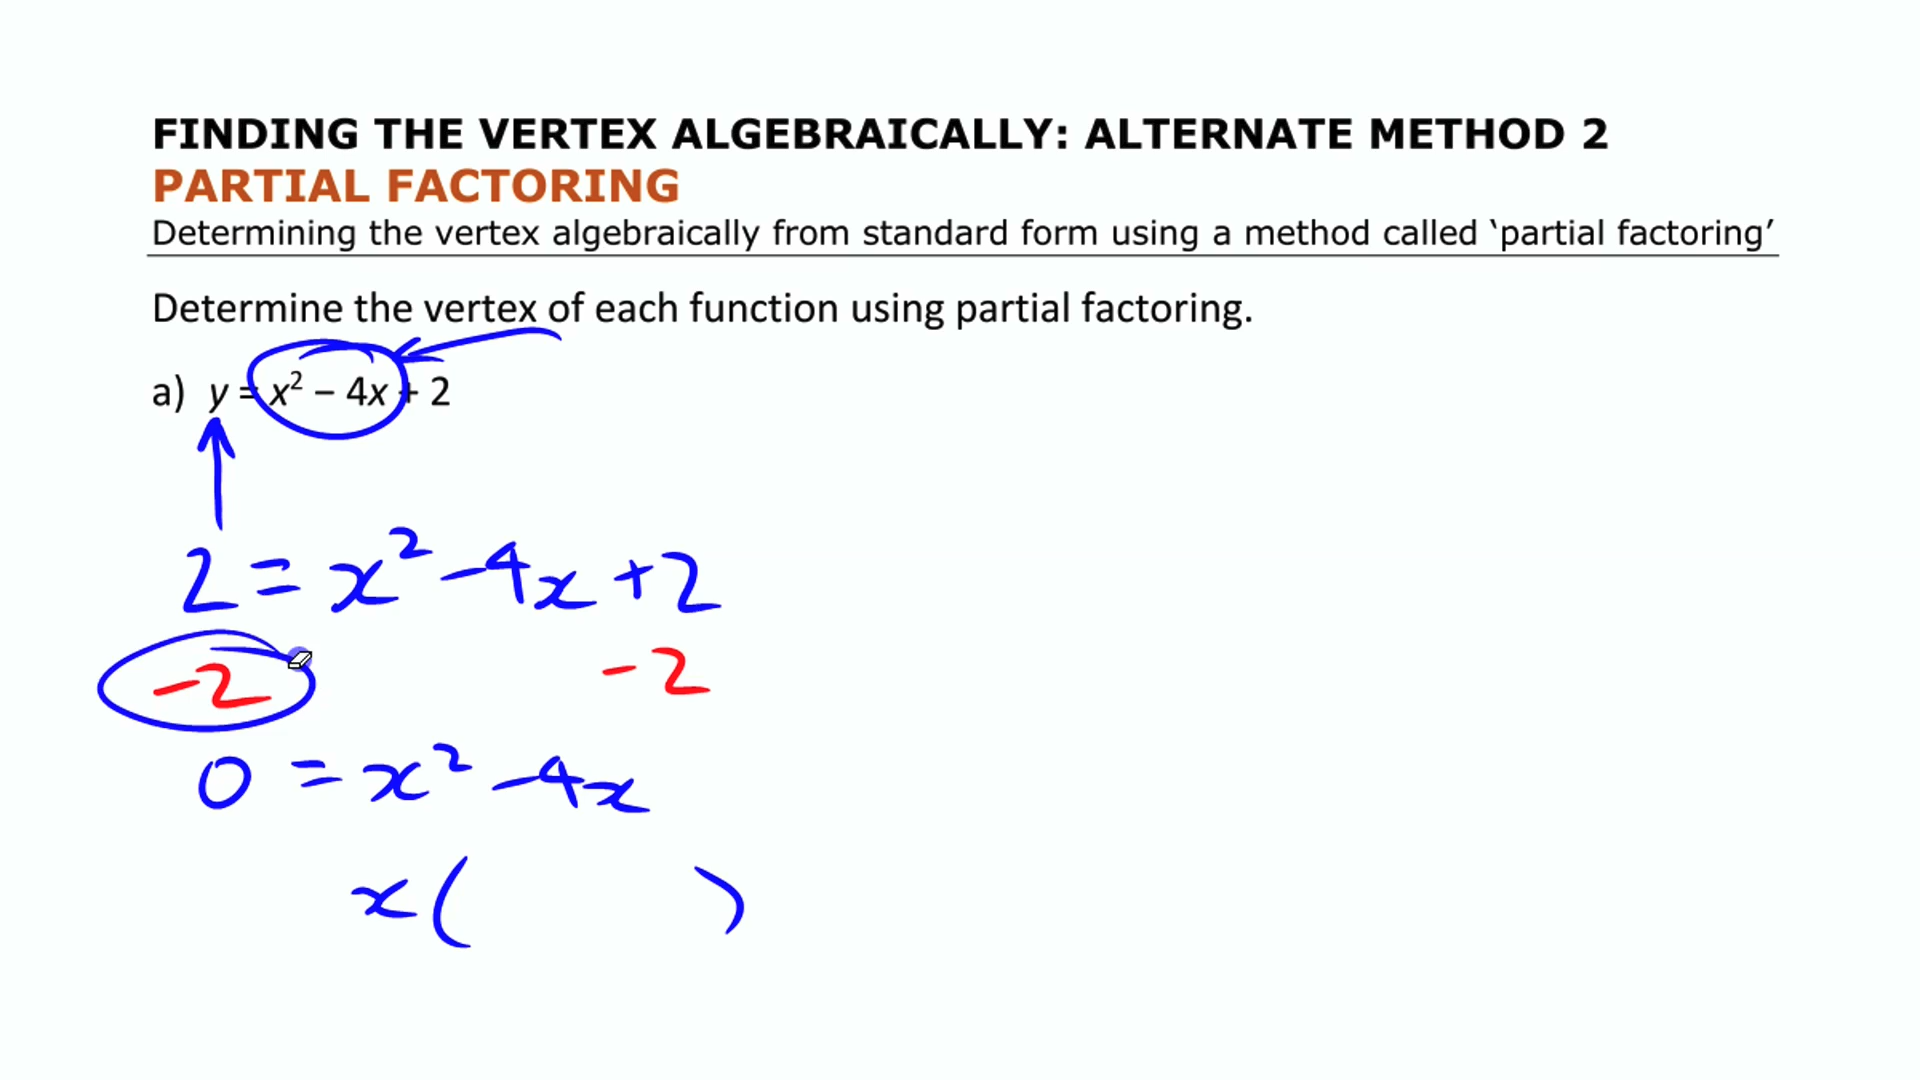 FINDING THE VERTEX ALGEBRAICALLY: ALTERNATE METHOD 2
PARTIAL FACTORING
Determining the vertex algebraically from standard form using a method called ‘partial factoring’
Determine the vertex of each function using partial factoring.
a) y = x² – 4x + 2
2 = x² -4x +2
-2 -2
0 = x² -4x
x( )